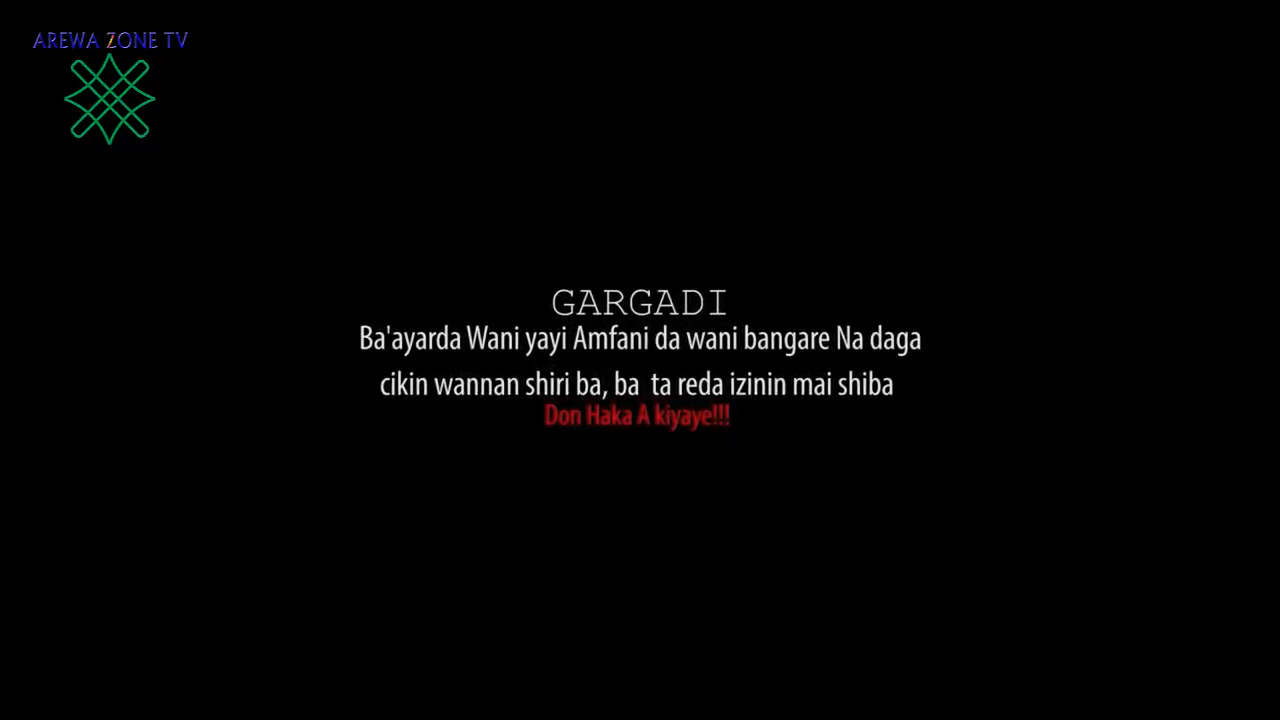 AREWA ZONE TV
GARGADI
Ba'ayarda Wani yayi Amfani da wani bangare Na daga
cikin wannan shiri ba, ba ta reda izinin mai shiba
Don Haka A kiyaye!!!